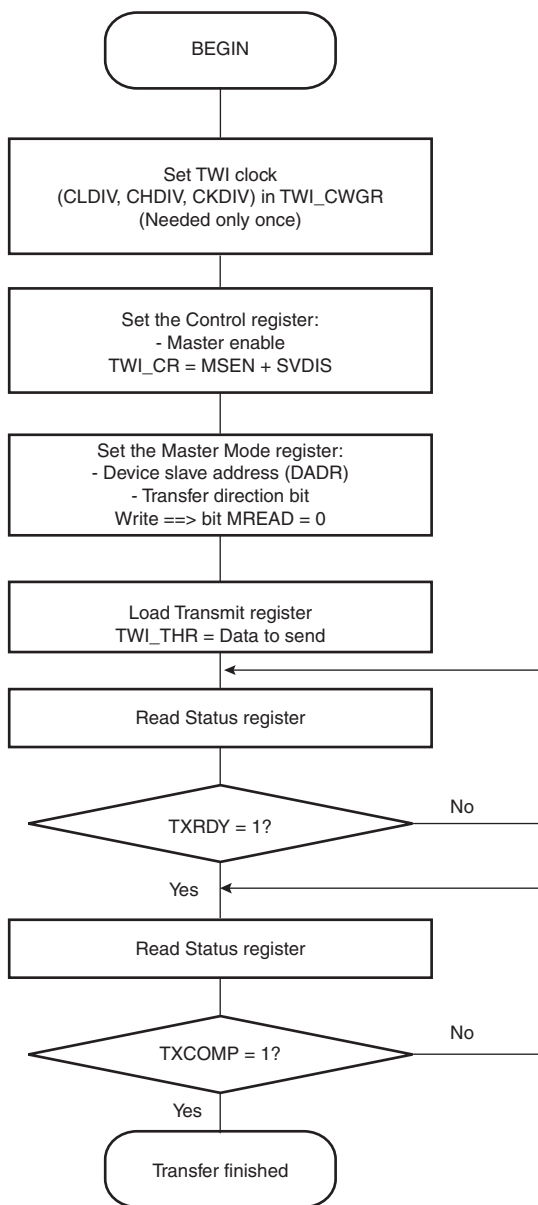 BEGIN
Set TWI clock
(CLDIV, CHDIV, CKDIV) in TWI_CWGR
(Needed only once)
Set the Control register:
- Master enable
TWI_CR = MSEN + SVDIS
Set the Master Mode register:
- Device slave address (DADR)
- Transfer direction bit
Write ==> bit MREAD = 0
Load Transmit register
TWI_THR = Data to send
Read Status register
TXRDY = 1?
No
Yes
Read Status register
TXCOMP = 1?
No
Yes
Transfer finished